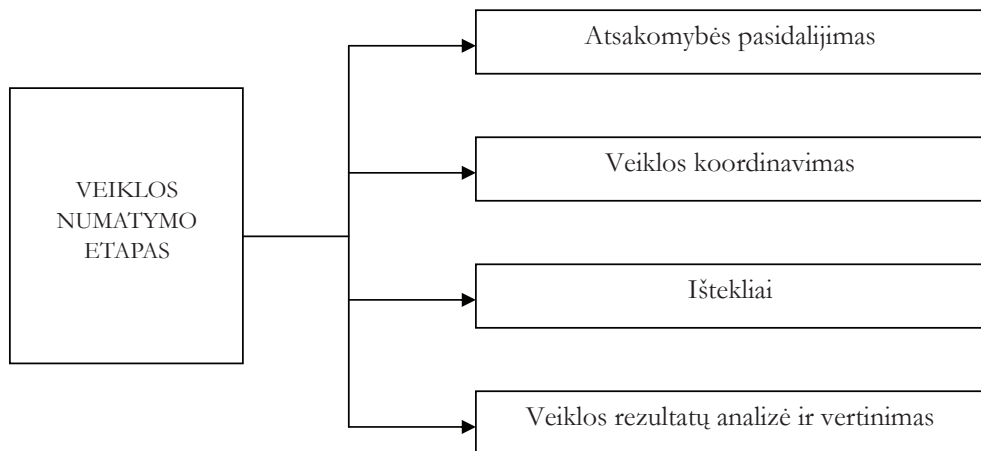 Atsakomybės pasidalijimas
Veiklos koordinavimas
VEIKLOS
NUMATYMO
ETAPAS
Ištekliai
Veiklos rezultatų analizė ir vertinimas